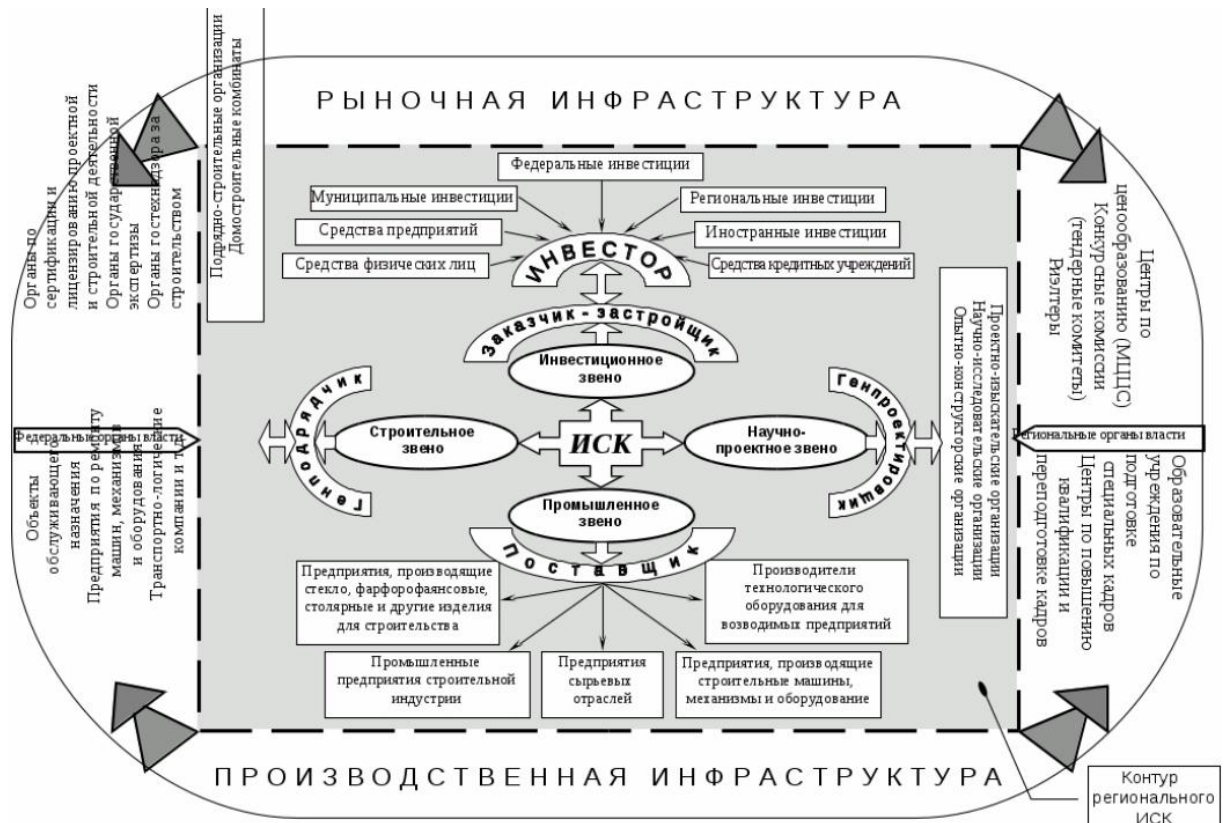 РЫНОЧНАЯ ИНФРАСТРУКТУРА
Органы по
сертификации и
лицензированию проектной
и строительной деятельности
Органы государственной
экспертизы
Органы гостехнадзора за
строительством
Подрядно-строительные организации
Домостроительные комбинаты
Федеральные инвестиции
Муниципальные инвестиции
Региональные инвестиции
Средства предприятий
Иностранные инвестиции
Средства физических лиц
Средства кредитных учреждений
ИНВЕСТОР
Заказчик-застройщик
Инвестиционное
звено
Центры по
ценообразованию (МЦЦС)
Конкурсные комиссии
(тендерные комитеты)
Риэлтеры
Проектно-изыскательские организации
Научно-исследовательские организации
Опытно-конструкторские организации
Федеральные органы власти
Генподрядчик
Строительное
звено
ИСК
Научно-
проектное звено
Генпроектировщик
Региональные органы власти
Объекты
обслуживающего
назначения
Предприятия по ремонту
машин, механизмов
и оборудования
Транспортно-логические
компании и т.д.
Образовательные
учреждения по
подготовке
специальных кадров
Центры по повышению
квалификации и
переподготовке кадров
Промышленное
звено
Поставщик
Предприятия, производящие
стекло, фарфорофаянсовые,
столярные и другие изделия
для строительства
Производители
технологического
оборудования для
возводимых предприятий
Промышленные
предприятия строительной
индустрии
Предприятия
сырьевых
отраслей
Предприятия, производящие
строительные машины,
механизмы и оборудование
ПРОИЗВОДСТВЕННАЯ ИНФРАСТРУКТУРА
Контур
регионального
ИСК